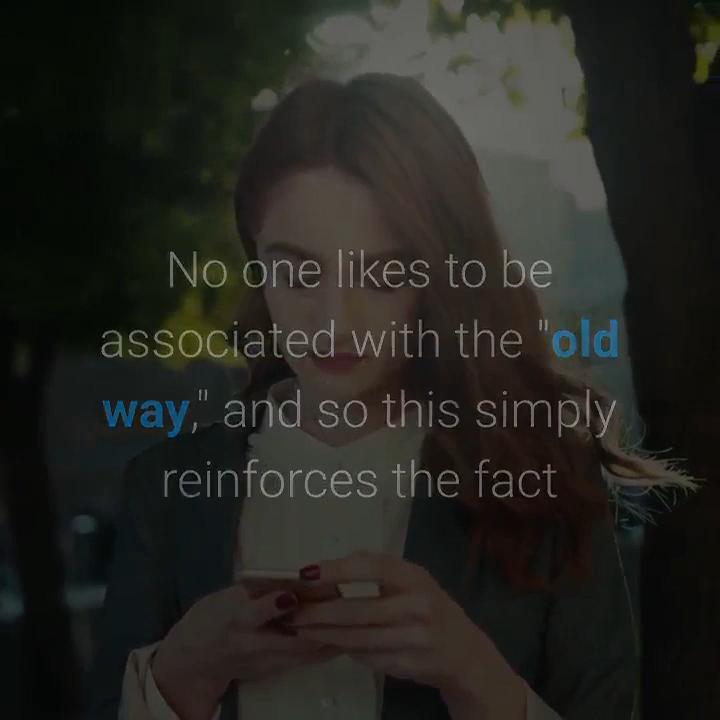 No one likes to be
associated with the "old
way," and so this simply
reinforces the fact